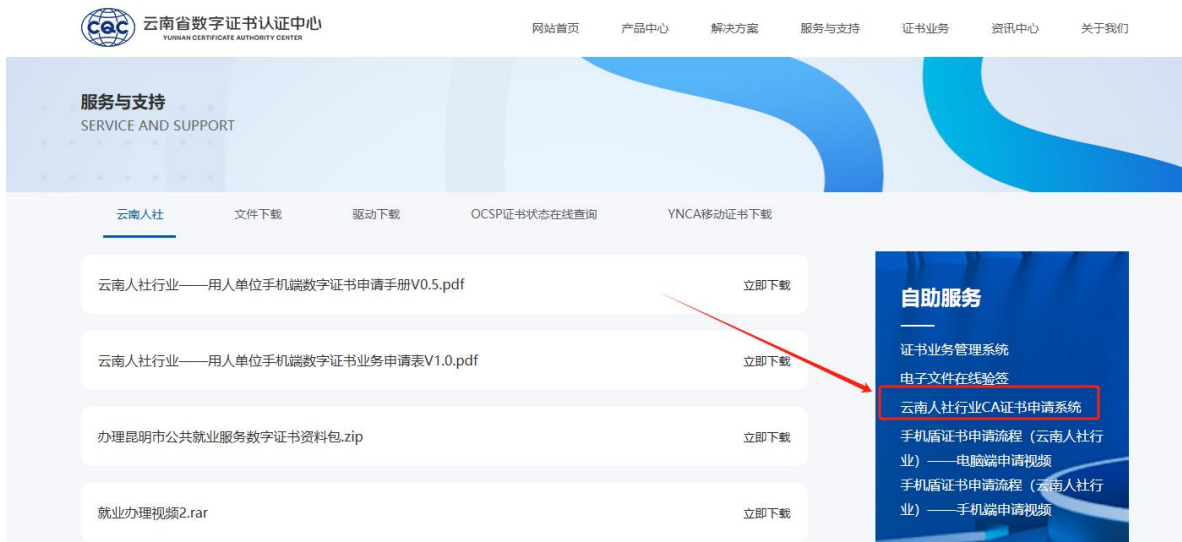 CQC
云南省数字证书认证中心
YUNNAN CERTIFICATE AUTHORITY CENTER
网站首页 产品中心 解决方案 服务与支持 证书业务 资讯中心 关于我们
服务与支持
SERVICE AND SUPPORT
云南人社 文件下载 驱动下载 OCSP证书状态在线查询 YNCA移动证书下载
云南人社行业——用人单位手机端数字证书申请手册V0.5.pdf 立即下载
云南人社行业——用人单位手机端数字证书业务申请表V1.0.pdf 立即下载
办理昆明市公共就业服务数字证书资料包.zip 立即下载
就业办理视频2.rar 立即下载
自助服务
证书业务管理系统
电子文件在线验签
云南人社行业CA证书申请系统
手机盾证书申请流程（云南人社行
业）——电脑端申请视频
手机盾证书申请流程（云南人社行
业）——手机端申请视频